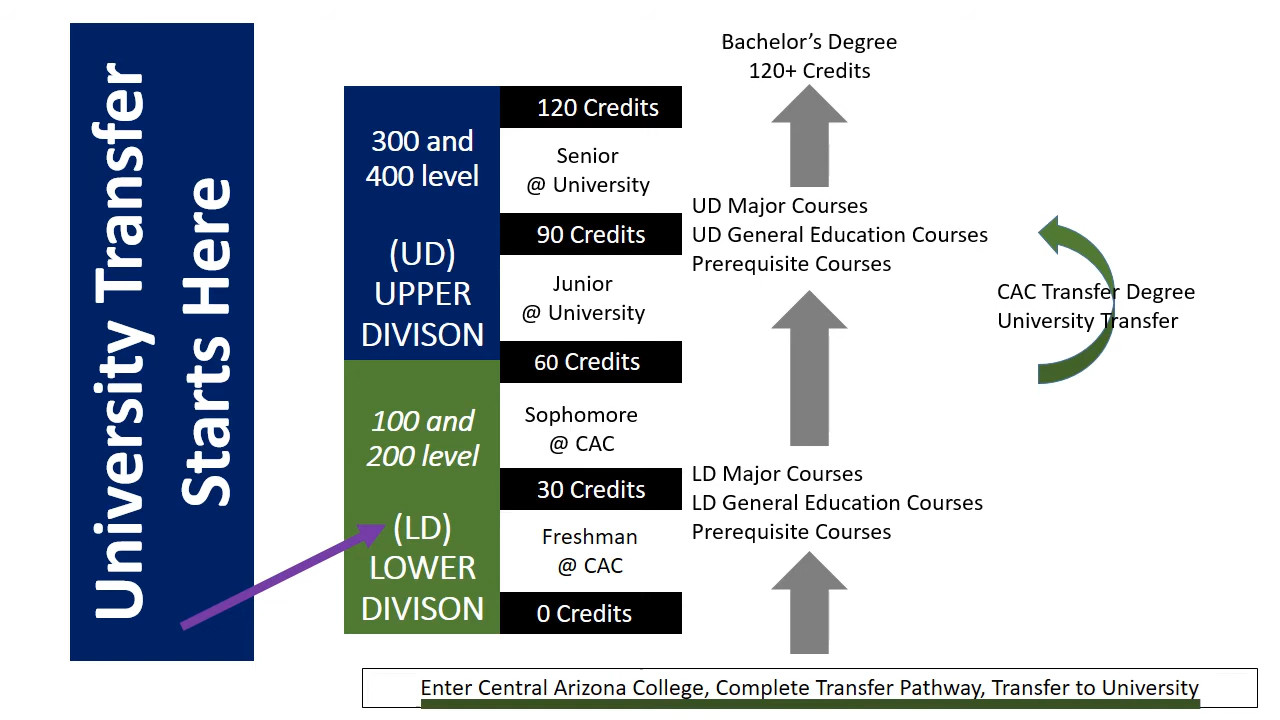 University Transfer
Starts Here
300 and
400 level
(UD)
UPPER
DIVISON
100 and
200 level
(LD)
LOWER
DIVISON
120 Credits
Senior
@ University
90 Credits
Junior
@ University
60 Credits
Sophomore
@ CAC
30 Credits
Freshman
@ CAC
0 Credits
Bachelor’s Degree
120+ Credits
UD Major Courses
UD General Education Courses
Prerequisite Courses
CAC Transfer Degree
University Transfer
LD Major Courses
LD General Education Courses
Prerequisite Courses
Enter Central Arizona College, Complete Transfer Pathway, Transfer to University